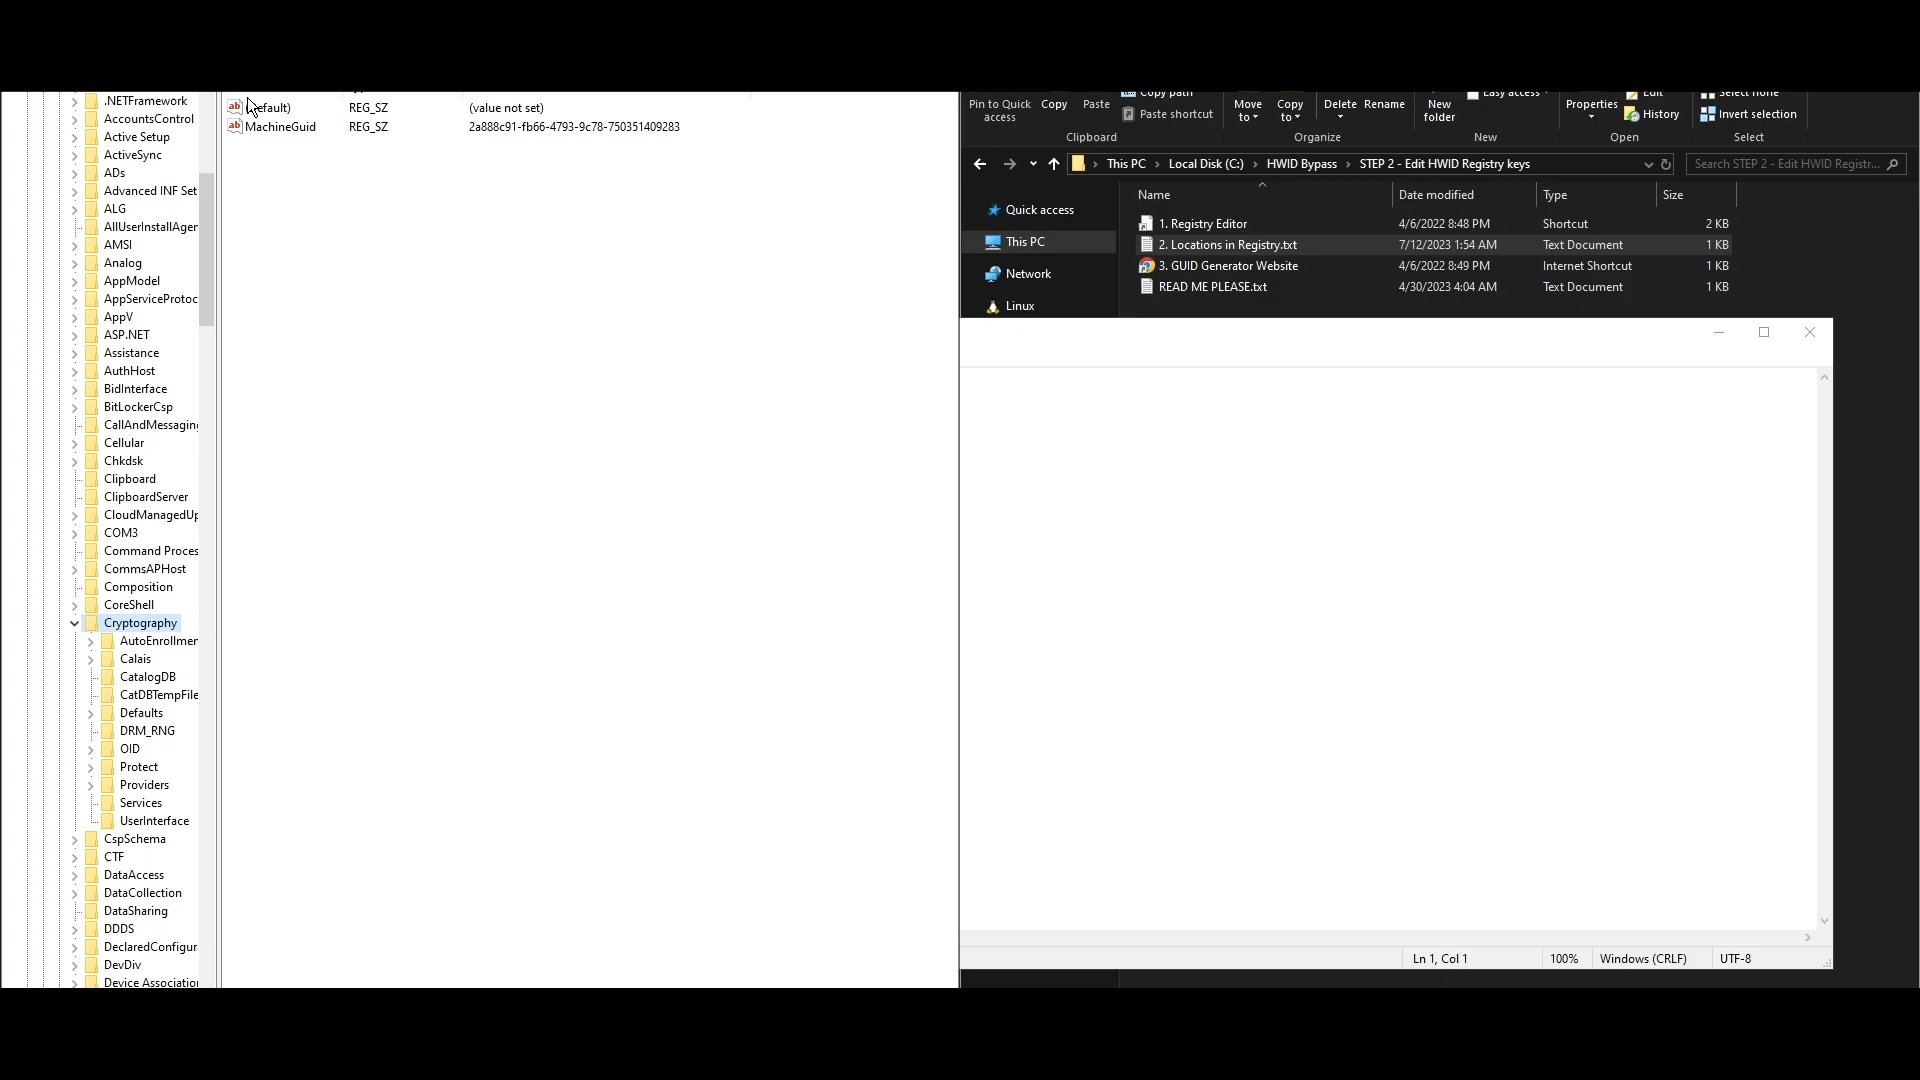 .NETFramework
AccountsControl
Active Setup
ActiveSync
ADs
Advanced INF Set
ALG
AllUserInstallAger
AMSI
Analog
AppModel
AppServiceProtoc
AppV
ASP.NET
Assistance
AuthHost
BidInterface
BitLockerCsp
CallAndMessaging
Cellular
Chkdsk
Clipboard
ClipboardServer
CloudManagedUp
COM3
Command Proces
CommsAPHost
Composition
CoreShell
Cryptography
AutoEnrollmer
Calais
CatalogDB
CatDBTempFile
Defaults
DRM_RNG
OID
Protect
Providers
Services
UserInterface
CspSchema
CTF
DataAccess
DataCollection
DataSharing
DDDS
DeclaredConfigur
DevDiv
Device Association
(Default) REG_SZ (value not set)
MachineGuid REG_SZ 2a888c91-fb66-4793-9c78-750351409283
Copy path Easy access Edit Select none
Pin to Quick access Copy Paste Paste shortcut Move to Copy to Delete Rename New folder Properties History Invert selection
Clipboard Organize New Open Select
This PC Local Disk (C:) HWID Bypass STEP 2 - Edit HWID Registry keys Search STEP 2 - Edit HWID Registr...
Quick access
This PC
Network
Linux
Name Date modified Type Size
1. Registry Editor 4/6/2022 8:48 PM Shortcut 2 KB
2. Locations in Registry.txt 7/12/2023 1:54 AM Text Document 1 KB
3. GUID Generator Website 4/6/2022 8:49 PM Internet Shortcut 1 KB
READ ME PLEASE.txt 4/30/2023 4:04 AM Text Document 1 KB
Ln 1, Col 1 100% Windows (CRLF) UTF-8